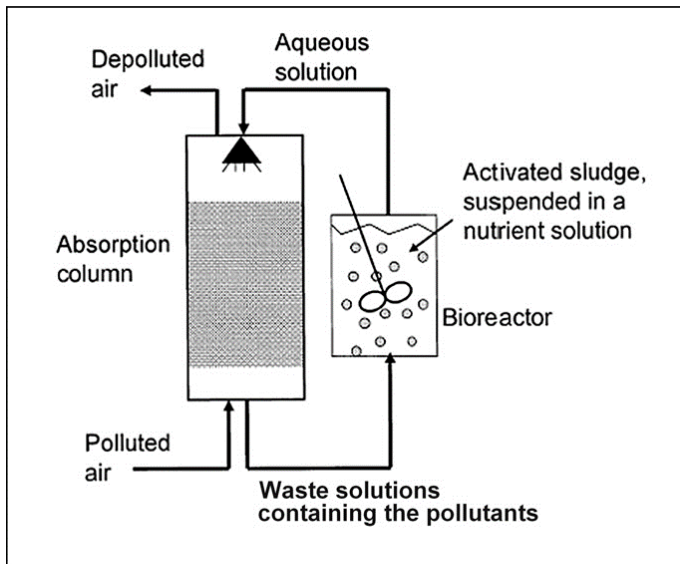 Depolluted
air
Aqueous
solution
Activated sludge,
suspended in a
nutrient solution
Absorption
column
Bioreactor
Polluted
air
Waste solutions
containing the pollutants